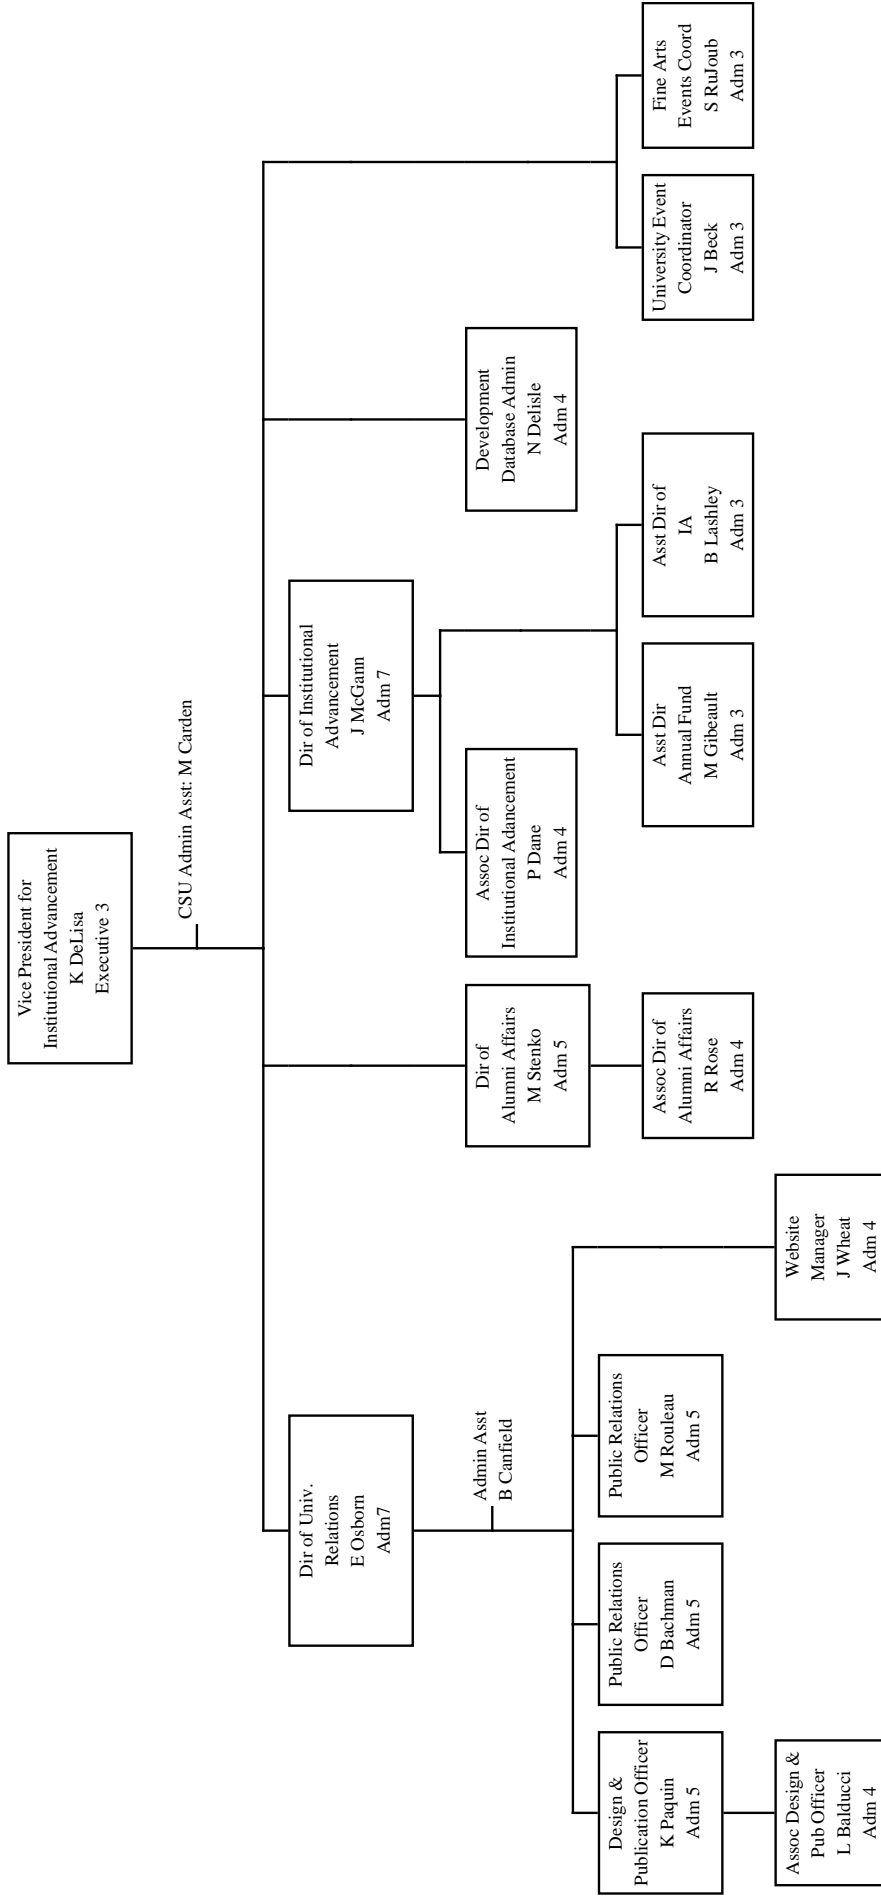 Vice President for
Institutional Advancement
K DeLisa
Executive 3
CSU Admin Asst: M Carden
Dir of Univ.
Relations
E Osborn
Adm7
Dir of Institutional
Advancement
J McGann
Adm 7
Admin Asst
B Canfield
Dir of
Alumni Affairs
M Stenko
Adm 5
Assoc Dir of
Institutional Adancement
P Dane
Adm 4
Development
Database Admin
N Delisle
Adm 4
Design &
Publication Officer
K Paquin
Adm 5
Public Relations
Officer
D Bachman
Adm 5
Public Relations
Officer
M Rouleau
Adm 5
Assoc Dir of
Alumni Affairs
R Rose
Adm 4
Asst Dir
Annual Fund
M Gibeault
Adm 3
Asst Dir of
IA
B Lashley
Adm 3
University Event
Coordinator
J Beck
Adm 3
Fine Arts
Events Coord
S RuJoub
Adm 3
Assoc Design &
Pub Officer
L Balducci
Adm 4
Website
Manager
J Wheat
Adm 4